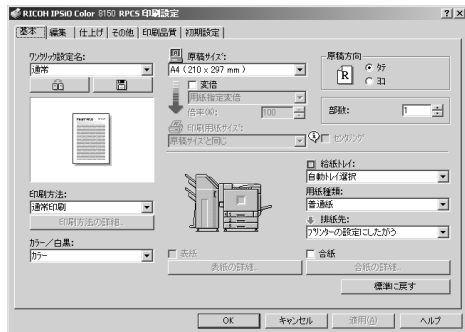 RICOH IPSiO Color 8150 RPCS 印刷設定
基本 編集 仕上げ その他 印刷品質 初期設定
ワンクリック設定名:
通常
原稿サイズ:
A4 (210 x 297 mm)
変倍
用紙指定変倍
倍率(%): 100
印刷用紙サイズ:
原稿サイズと同じ
原稿方向
R
タテ
ヨコ
部数: 1
センタリング
印刷方法:
通常印刷
印刷方法の詳細...
カラー/白黒:
カラー
給紙トレイ:
自動トレイ選択
用紙種類:
普通紙
排紙先:
プリンターの設定にしたがう
表紙
表紙の詳細...
合紙
合紙の詳細...
標準に戻す
OK キャンセル 適用(A) ヘルプ